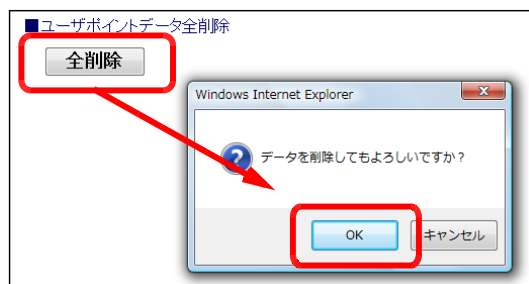 ■ユーザポイントデータ全削除
全削除
Windows Internet Explorer
データを削除してもよろしいですか？
OK
キャンセル